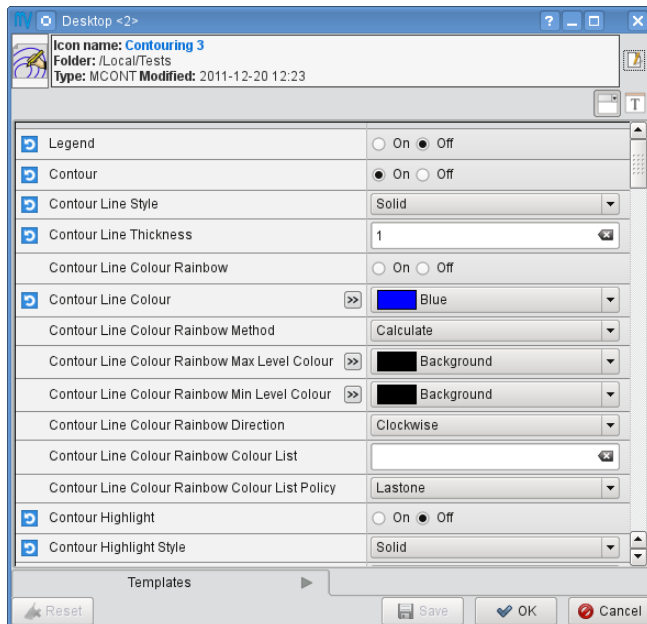 Desktop <2>
Icon name: Contouring 3
Folder: /Local/Tests
Type: MCONT Modified: 2011-12-20 12:23
T
Legend On Off
Contour On Off
Contour Line Style Solid
Contour Line Thickness 1
Contour Line Colour Rainbow On Off
Contour Line Colour >> Blue
Contour Line Colour Rainbow Method Calculate
Contour Line Colour Rainbow Max Level Colour >> Background
Contour Line Colour Rainbow Min Level Colour >> Background
Contour Line Colour Rainbow Direction Clockwise
Contour Line Colour Rainbow Colour List
Contour Line Colour Rainbow Colour List Policy Lastone
Contour Highlight On Off
Contour Highlight Style Solid
Templates
Reset Save OK Cancel